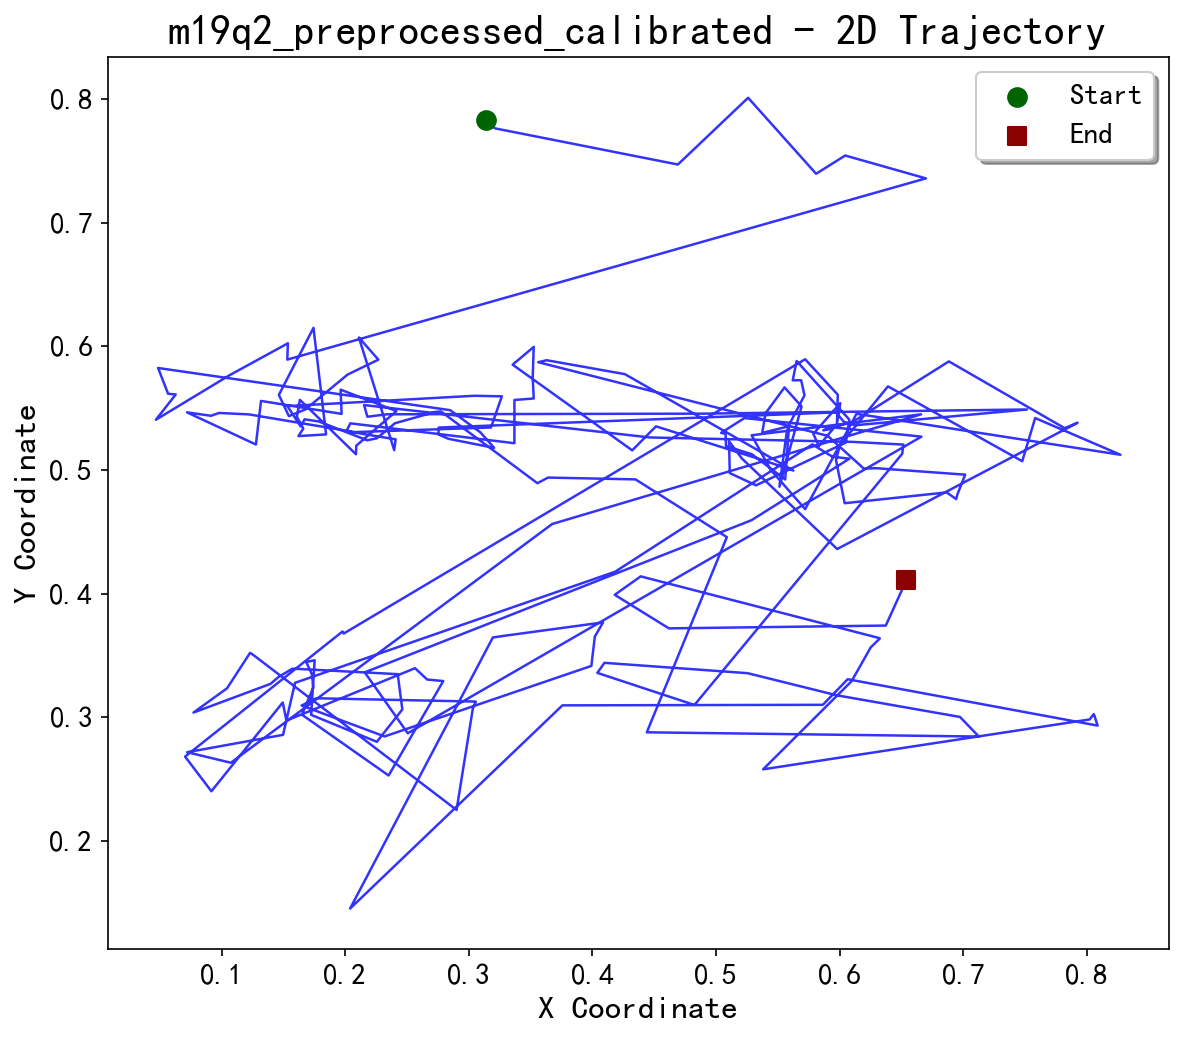 m19q2_preprocessed_calibrated - 2D Trajectory
Start
End
Y Coordinate
0.8
0.7
0.6
0.5
0.4
0.3
0.2
0.1 0.2 0.3 0.4 0.5 0.6 0.7 0.8
X Coordinate